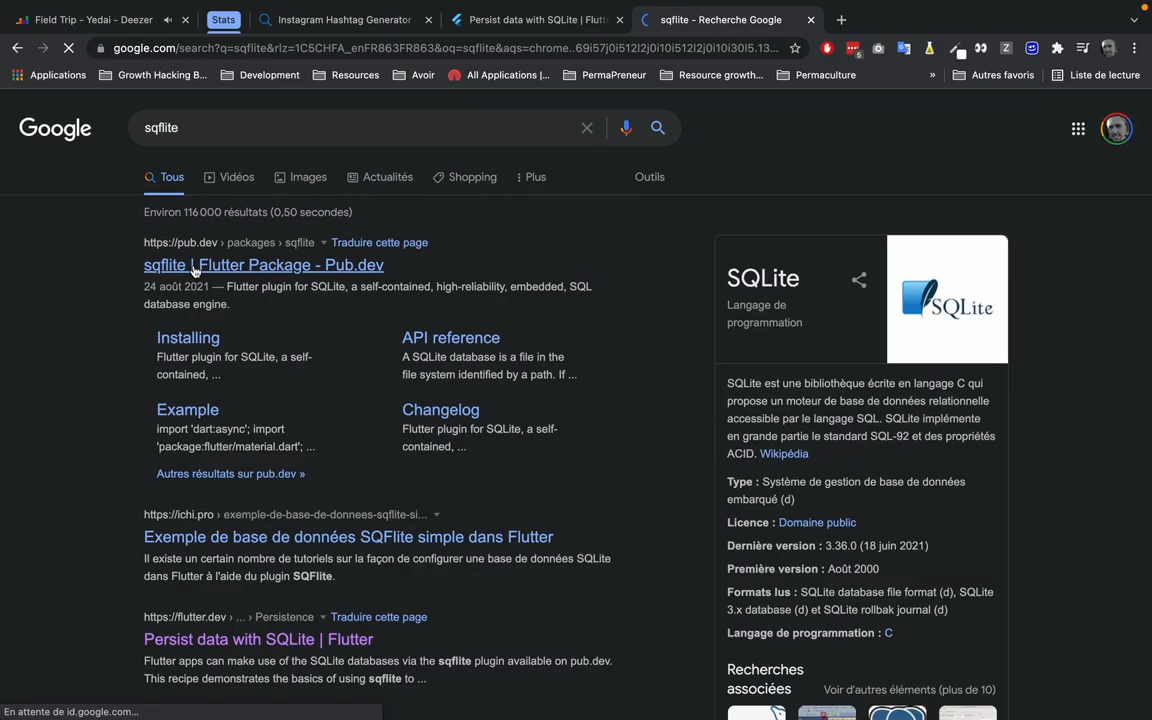 Field Trip - Yedai - Deezer
Stats
Instagram Hashtag Generator
Persist data with SQLite | Flutt
sqflite - Recherche Google
google.com/search?q=sqflite&rlz=1C5CHFA_enFR863FR863&oq=sqflite&aqs=chrome..69i57j0i512l2j0i10i512l2j0i10i30l5.13...
5
Applications
Growth Hacking B...
Development
Resources
Avoir
All Applications |...
PermaPreneur
Resource growth...
Permaculture
»
Autres favoris
Liste de lecture
Google
sqflite
Tous
Vidéos
Images
Actualités
Shopping
Plus
Outils
Environ 116 000 résultats (0,50 secondes)
https://pub.dev › packages › sqflite
Traduire cette page
sqflite | Flutter Package - Pub.dev
24 août 2021 — Flutter plugin for SQLite, a self-contained, high-reliability, embedded, SQL
database engine.
Installing
Flutter plugin for SQLite, a self-
contained, ...
API reference
A SQLite database is a file in the
file system identified by a path. If ...
Example
import 'dart:async'; import
'package:flutter/material.dart'; ...
Changelog
Flutter plugin for SQLite, a self-
contained, ...
Autres résultats sur pub.dev »
https://ichi.pro › exemple-de-base-de-donnees-sqflite-si...
Exemple de base de données SQFlite simple dans Flutter
Il existe un certain nombre de tutoriels sur la façon de configurer une base de données SQLite
dans Flutter à l'aide du plugin SQFlite.
https://flutter.dev › ... › Persistence
Traduire cette page
Persist data with SQLite | Flutter
Flutter apps can make use of the SQLite databases via the sqflite plugin available on pub.dev.
This recipe demonstrates the basics of using sqflite to ...
SQLite
Langage de
programmation
SQLite
SQLite est une bibliothèque écrite en langage C qui
propose un moteur de base de données relationnelle
accessible par le langage SQL. SQLite implémente
en grande partie le standard SQL-92 et des propriétés
ACID. Wikipédia
Type : Système de gestion de base de données
embarqué (d)
Licence : Domaine public
Dernière version : 3.36.0 (18 juin 2021)
Première version : Août 2000
Formats lus : SQLite database file format (d), SQLite
3.x database (d) et SQLite rollbak journal (d)
Langage de programmation : C
Recherches
associées
Voir d'autres éléments (plus de 10)
En attente de id.google.com...